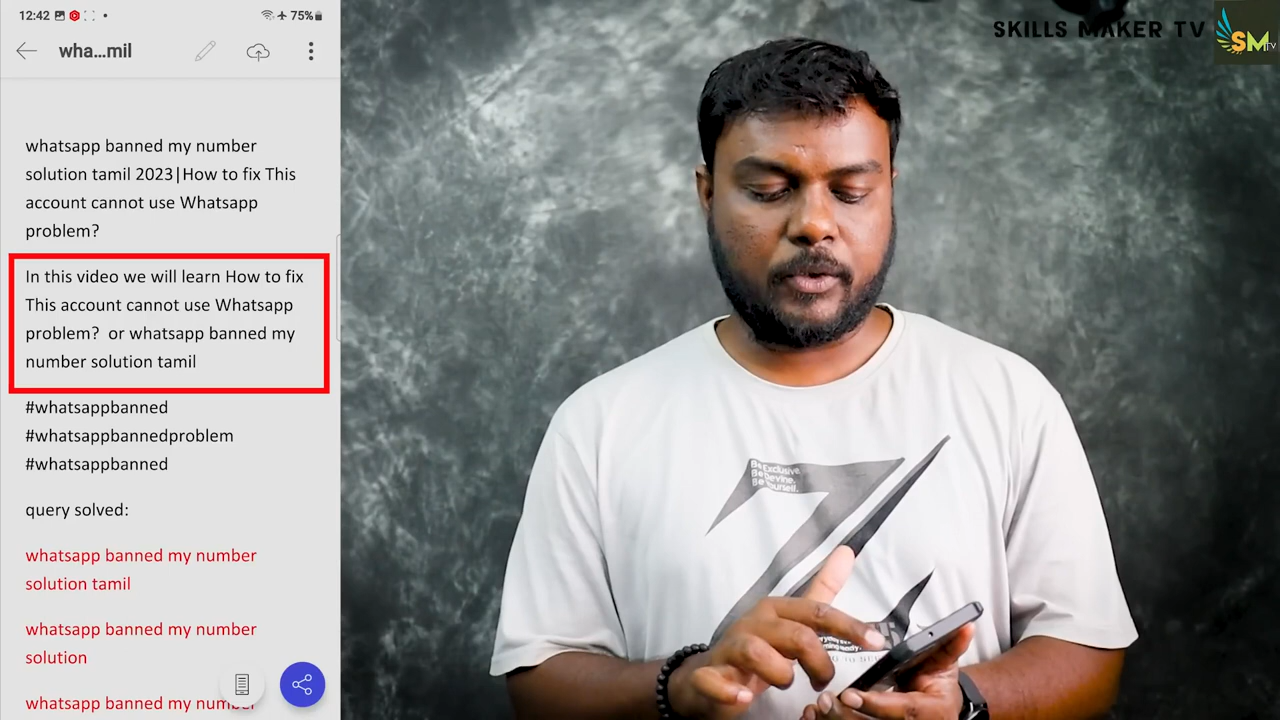 12:42
75%
wha...mil
whatsapp banned my number
solution tamil 2023|How to fix This
account cannot use Whatsapp
problem?
In this video we will learn How to fix
This account cannot use Whatsapp
problem?  or whatsapp banned my
number solution tamil
#whatsappbanned
#whatsappbannedproblem
#whatsappbanned
query solved:
whatsapp banned my number
solution tamil
whatsapp banned my number
solution
whatsapp banned my number
SKILLS MAKER TV
SM TV
Be Exclusive.
Be Devine.
Be Yourself.